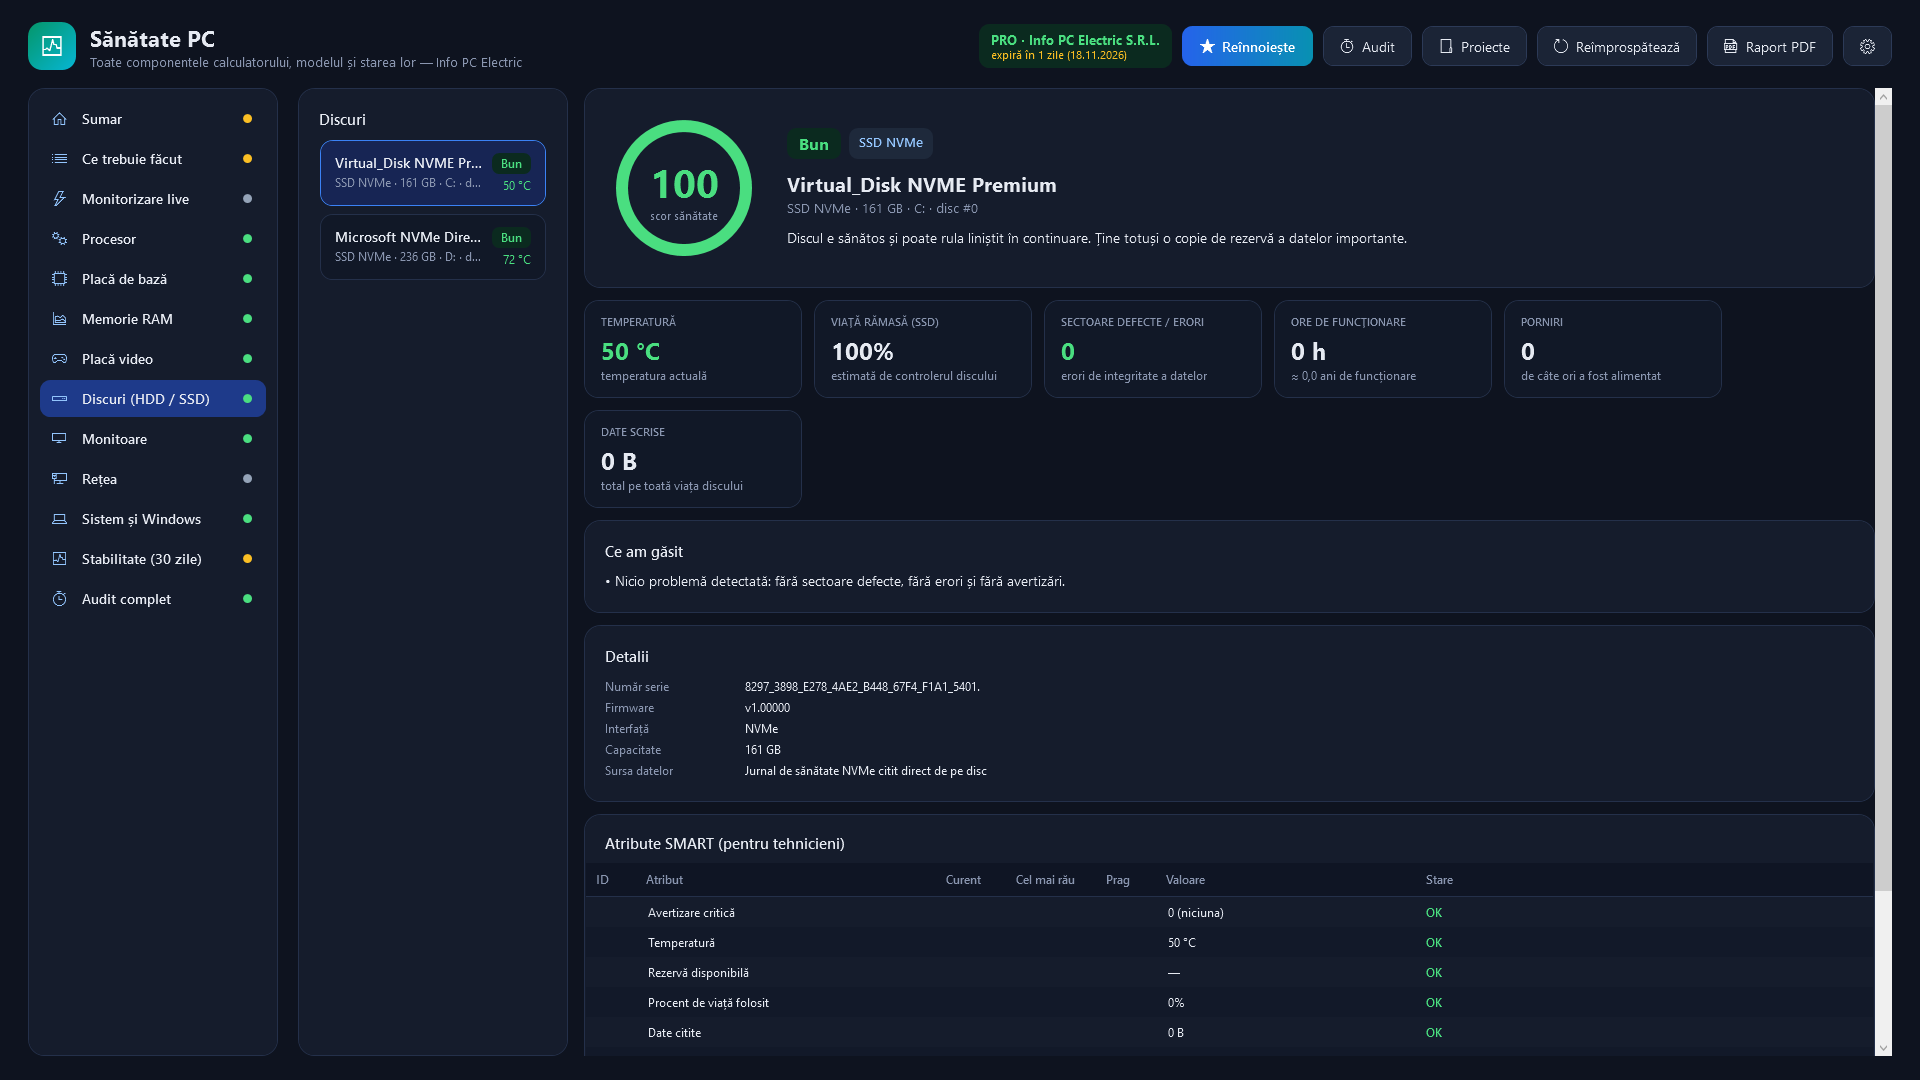 Sănătate PC
Toate componentele calculatorului, modelul și starea lor — Info PC Electric
PRO · Info PC Electric S.R.L.
expiră în 1 zile (18.11.2026)
Reînnoiește
Audit
Proiecte
Reîmprospătează
Raport PDF
Sumar
Ce trebuie făcut
Monitorizare live
Procesor
Placă de bază
Memorie RAM
Placă video
Discuri (HDD / SSD)
Monitoare
Rețea
Sistem și Windows
Stabilitate (30 zile)
Audit complet
Discuri
Virtual_Disk NVME Pr... Bun
SSD NVMe · 161 GB · C: · d... 50 °C
Microsoft NVMe Dire... Bun
SSD NVMe · 236 GB · D: · d... 72 °C
100
scor sănătate
Bun SSD NVMe
Virtual_Disk NVME Premium
SSD NVMe · 161 GB · C: · disc #0
Discul e sănătos și poate rula liniștit în continuare. Ține totuși o copie de rezervă a datelor importante.
TEMPERATURĂ
50 °C
temperatura actuală
VIAȚĂ RĂMASĂ (SSD)
100%
estimată de controlerul discului
SECTOARE DEFECTE / ERORI
0
erori de integritate a datelor
ORE DE FUNCȚIONARE
0 h
≈ 0,0 ani de funcționare
PORNIRI
0
de câte ori a fost alimentat
DATE SCRISE
0 B
total pe toată viața discului
Ce am găsit
• Nicio problemă detectată: fără sectoare defecte, fără erori și fără avertizări.
Detalii
Număr serie 8297_3898_E278_4AE2_B448_67F4_F1A1_5401.
Firmware v1.00000
Interfață NVMe
Capacitate 161 GB
Sursa datelor Jurnal de sănătate NVMe citit direct de pe disc
Atribute SMART (pentru tehnicieni)
ID Atribut Curent Cel mai rău Prag Valoare Stare
Avertizare critică 0 (niciuna) OK
Temperatură 50 °C OK
Rezervă disponibilă — OK
Procent de viață folosit 0% OK
Date citite 0 B OK